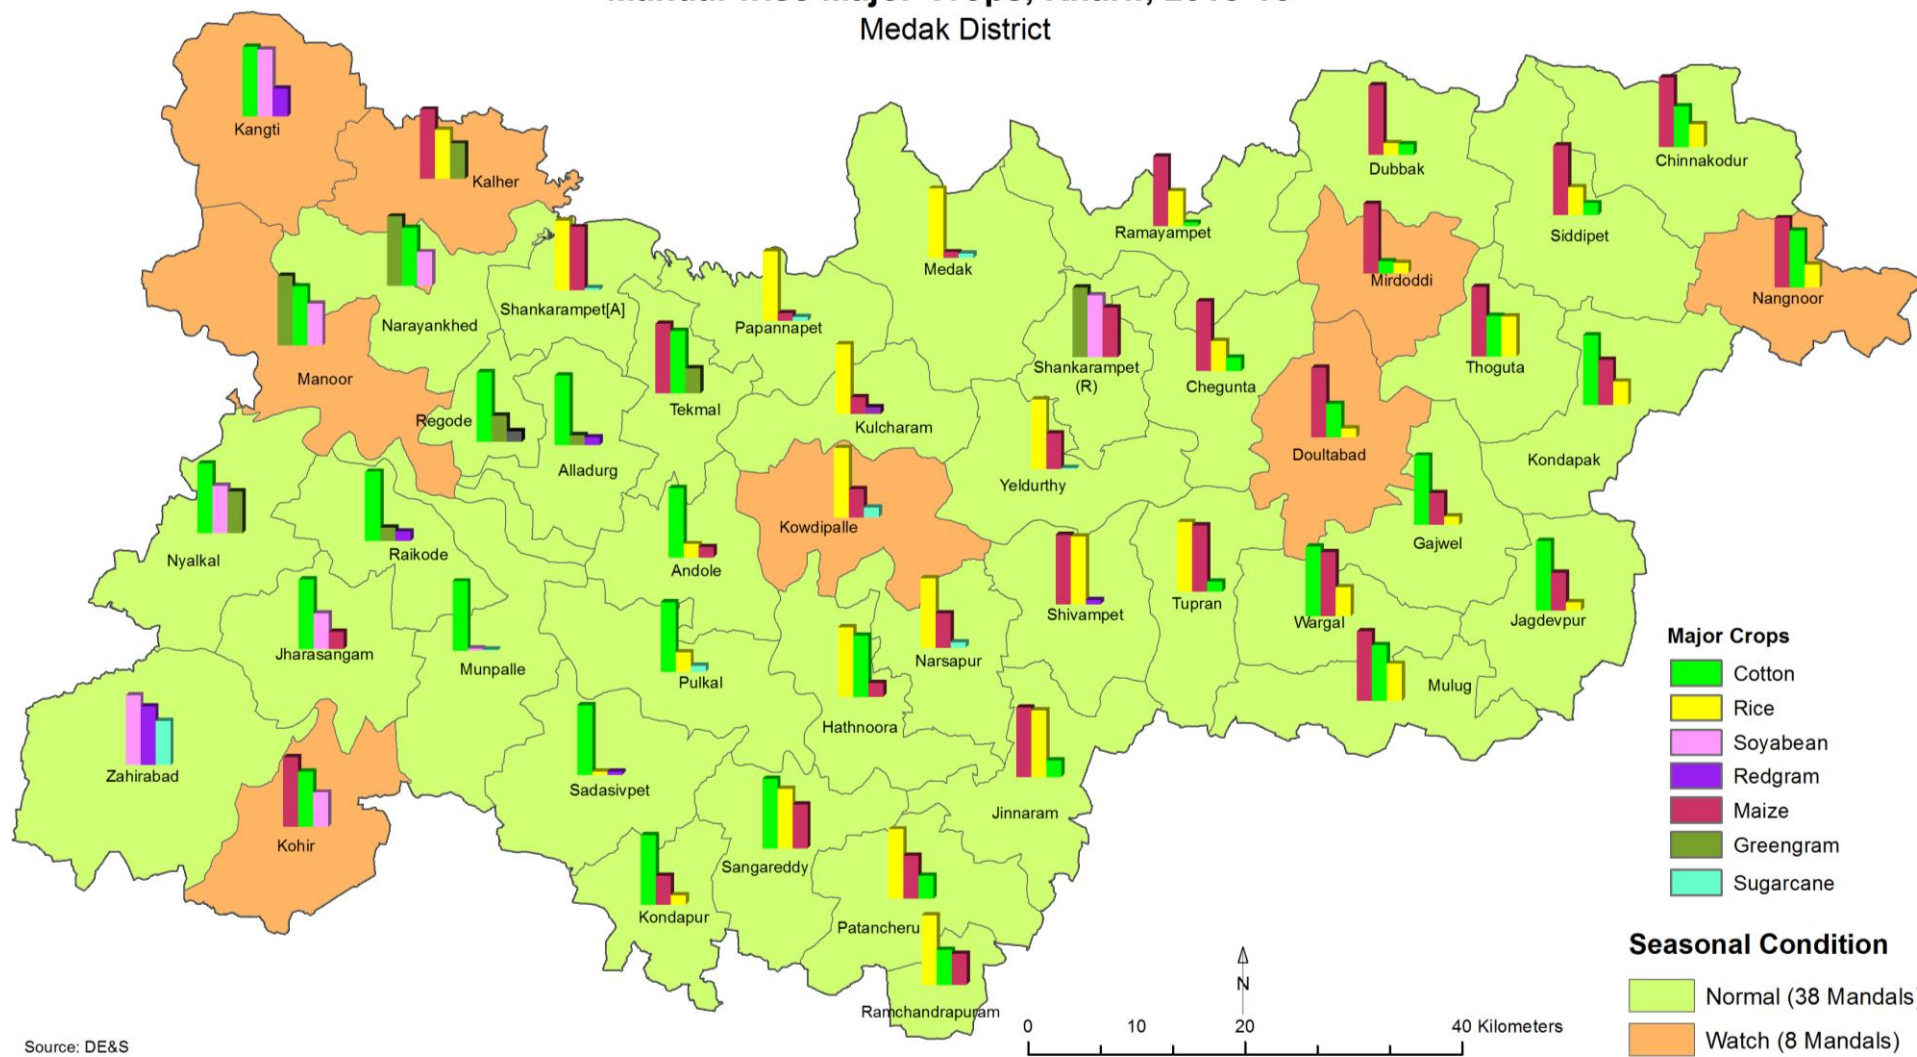 Medak District
Kangti
Kalher
Dubbak
Chinnakodur
Siddipet
Ramayampet
Medak
Mirdoddi
Nangnoor
Narayankhed
Shankarampet[A]
Papannapet
Shankarampet
(R)
Chegunta
Thoguta
Manoor
Regode
Tekmal
Kulcharam
Alladurg
Doultabad
Kondapak
Yeldurthy
Nyalkal
Raikode
Andole
Kowdipalle
Gajwel
Shivampet
Tupran
Wargal
Jagdevpur
Jharasangam
Munpalle
Pulkal
Narsapur
Mulug
Hathnoora
Zahirabad
Sadasivpet
Jinnaram
Kohir
Sangareddy
Kondapur
Patancheru
Ramchandrapuram
Major Crops
Cotton
Rice
Soyabean
Redgram
Maize
Greengram
Sugarcane
Seasonal Condition
Normal (38 Mandals)
Watch (8 Mandals)
N
0 10 20 40 Kilometers
Source: DE&S